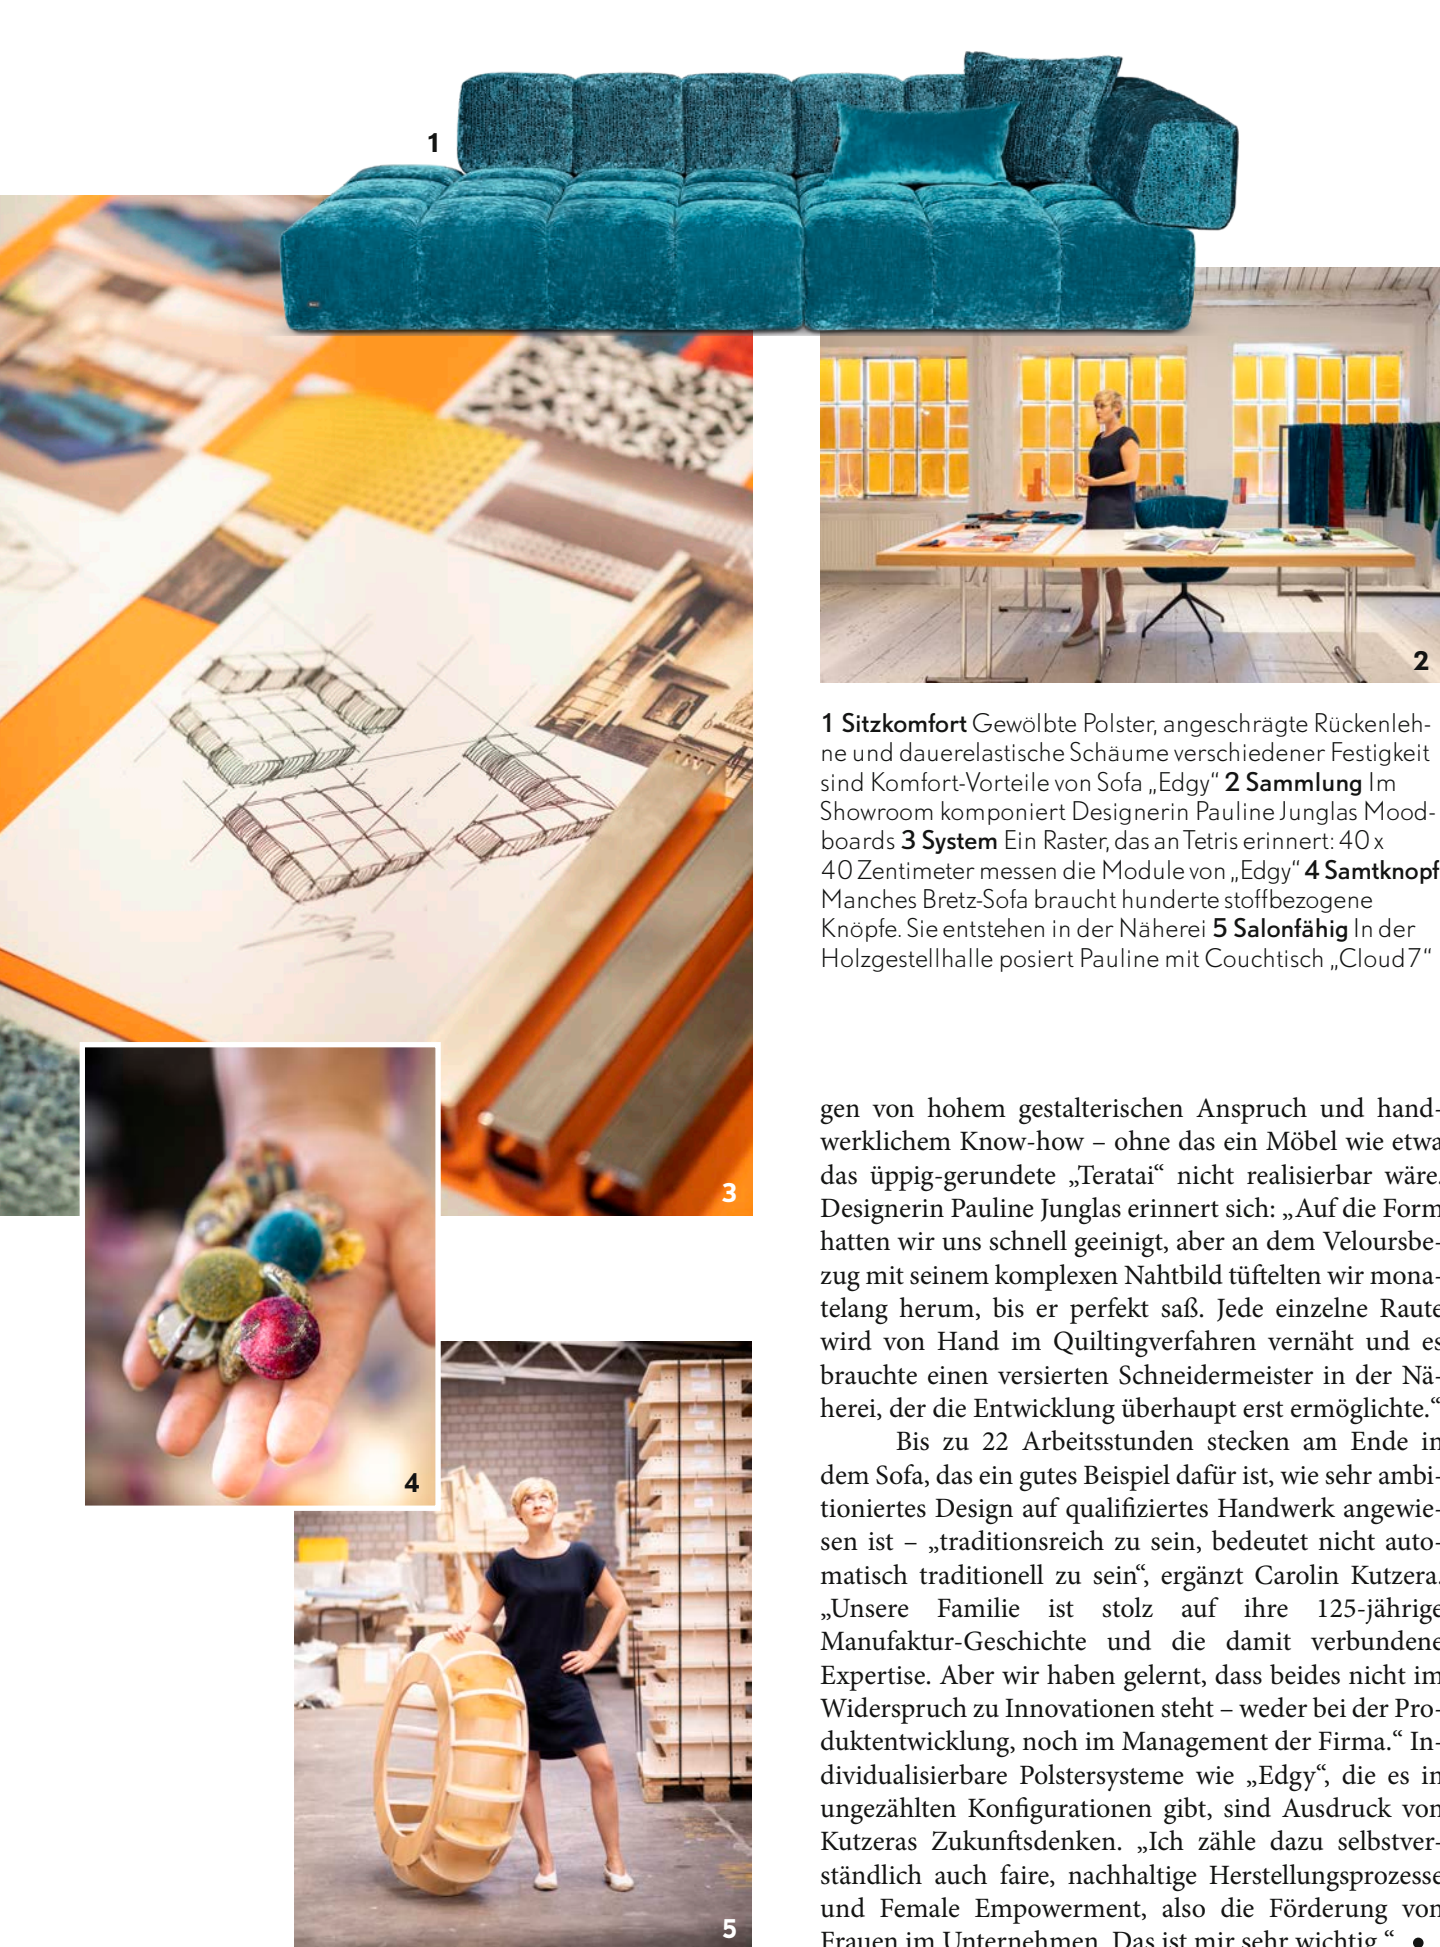 1
2
1 Sitzkomfort Gewölbte Polster, angeschrägte Rückenleh-
ne und dauerelastische Schäume verschiedener Festigkeit
sind Komfort-Vorteile von Sofa „Edgy“ 2 Sammlung Im
Showroom komponiert Designerin Pauline Junglas Mood-
boards 3 System Ein Raster, das an Tetris erinnert: 40 x
40 Zentimeter messen die Module von „Edgy“ 4 Samtknopf
Manches Bretz-Sofa braucht hunderte stoffbezogene
Knöpfe. Sie entstehen in der Näherei 5 Salonfähig In der
Holzgestellhalle posiert Pauline mit Couchtisch „Cloud 7“
3
4
5
gen von hohem gestalterischen Anspruch und hand-
werklichem Know-how – ohne das ein Möbel wie etwa
das üppig-gerundete „Teratai“ nicht realisierbar wäre.
Designerin Pauline Junglas erinnert sich: „Auf die Form
hatten wir uns schnell geeinigt, aber an dem Veloursbe-
zug mit seinem komplexen Nahtbild tüftelten wir mona-
telang herum, bis er perfekt saß. Jede einzelne Raute
wird von Hand im Quiltingverfahren vernäht und es
brauchte einen versierten Schneidermeister in der Nä-
herei, der die Entwicklung überhaupt erst ermöglichte.“
Bis zu 22 Arbeitsstunden stecken am Ende in
dem Sofa, das ein gutes Beispiel dafür ist, wie sehr ambi-
tioniertes Design auf qualifiziertes Handwerk angewie-
sen ist – „traditionsreich zu sein, bedeutet nicht auto-
matisch traditionell zu sein“, ergänzt Carolin Kutzera.
„Unsere Familie ist stolz auf ihre 125-jährige
Manufaktur-Geschichte und die damit verbundene
Expertise. Aber wir haben gelernt, dass beides nicht im
Widerspruch zu Innovationen steht – weder bei der Pro-
duktentwicklung, noch im Management der Firma.“ In-
dividualisierbare Polstersysteme wie „Edgy“, die es in
ungezählten Konfigurationen gibt, sind Ausdruck von
Kutzeras Zukunftsdenken. „Ich zähle dazu selbstver-
ständlich auch faire, nachhaltige Herstellungsprozesse
und Female Empowerment, also die Förderung von
Frauen im Unternehmen. Das ist mir sehr wichtig.“ •